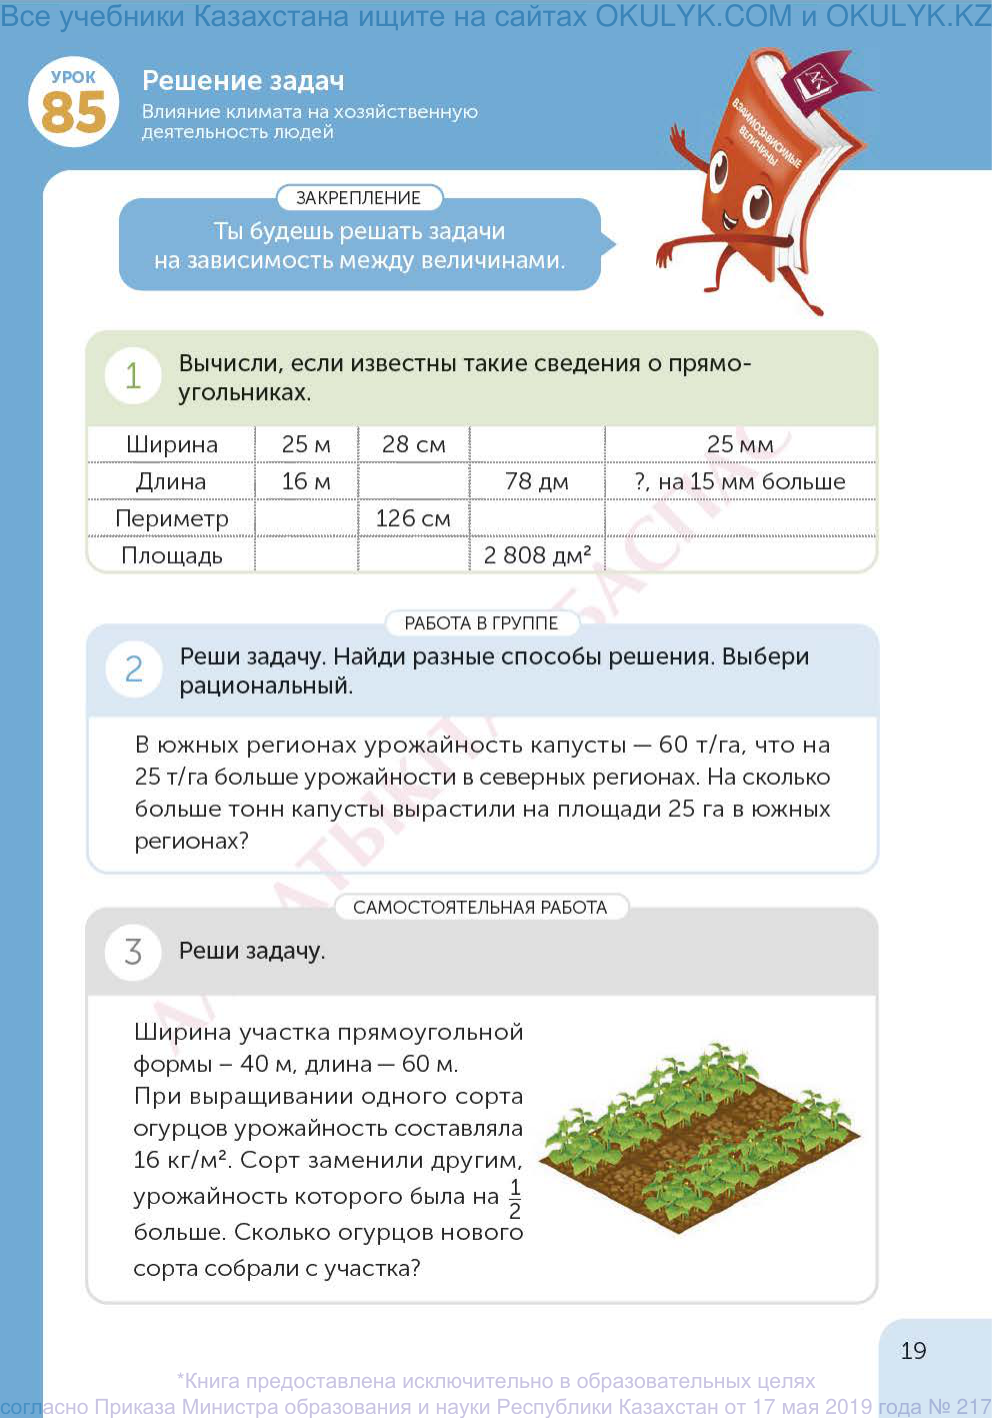 Все учебники Казахстана ищите на сайтах OKULYK.COM и OKULYK.KZ
УРОК
85
Решение задач
Влияние климата на хозяйственную
деятельность людей
ВЗАИМОЗАВИСИМЫЕ
ВЕЛИЧИНЫ
ЗАКРЕПЛЕНИЕ
Ты будешь решать задачи
на зависимость между величинами.
1
Вычисли, если известны такие сведения о прямо-
угольниках.
Ширина 25 м 28 см 25 мм
Длина 16 м 78 дм ?, на 15 мм больше
Периметр 126 см
Площадь 2 808 дм²
РАБОТА В ГРУППЕ
2
Реши задачу. Найди разные способы решения. Выбери
рациональный.
В южных регионах урожайность капусты — 60 т/га, что на
25 т/га больше урожайности в северных регионах. На сколько
больше тонн капусты вырастили на площади 25 га в южных
регионах?
САМОСТОЯТЕЛЬНАЯ РАБОТА
3
Реши задачу.
Ширина участка прямоугольной
формы – 40 м, длина — 60 м.
При выращивании одного сорта
огурцов урожайность составляла
16 кг/м². Сорт заменили другим,
урожайность которого была на 1/2
больше. Сколько огурцов нового
сорта собрали с участка?
19
*Книга предоставлена исключительно в образовательных целях
согласно Приказа Министра образования и науки Республики Казахстан от 17 мая 2019 года № 217